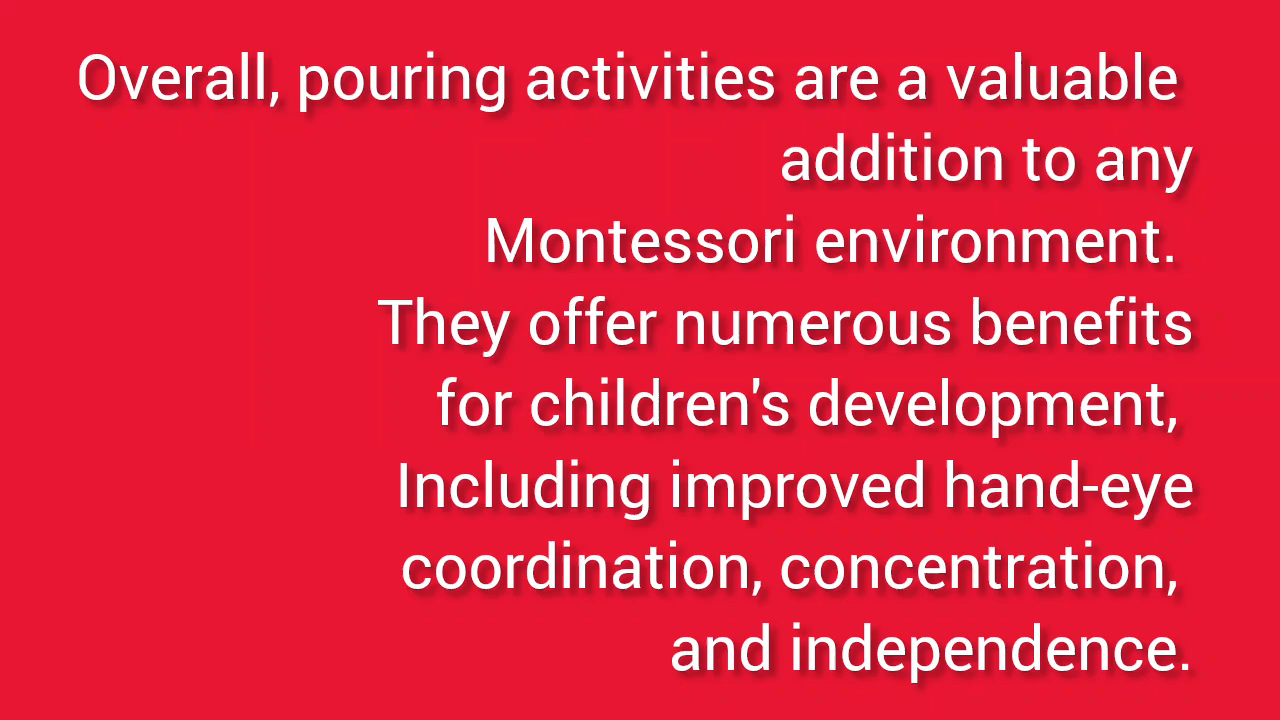 Overall, pouring activities are a valuable
addition to any
Montessori environment.
They offer numerous benefits
for children's development,
Including improved hand-eye
coordination, concentration,
and independence.